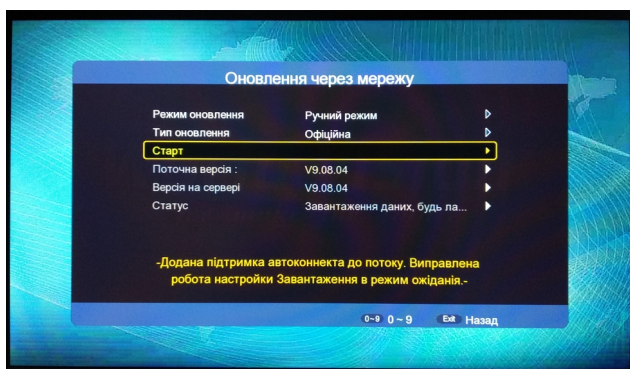 Оновлення через мережу
Режим оновлення Ручний режим
Тип оновлення Офіційна
Старт
Поточна версія : V9.08.04
Версія на сервері V9.08.04
Статус Завантаження даних, будь ла...
-Додана підтримка автоконнекта до потоку. Виправлена
робота настройки Завантаження в режим ожіданія.-
0~9 0 ~ 9 Exit Назад